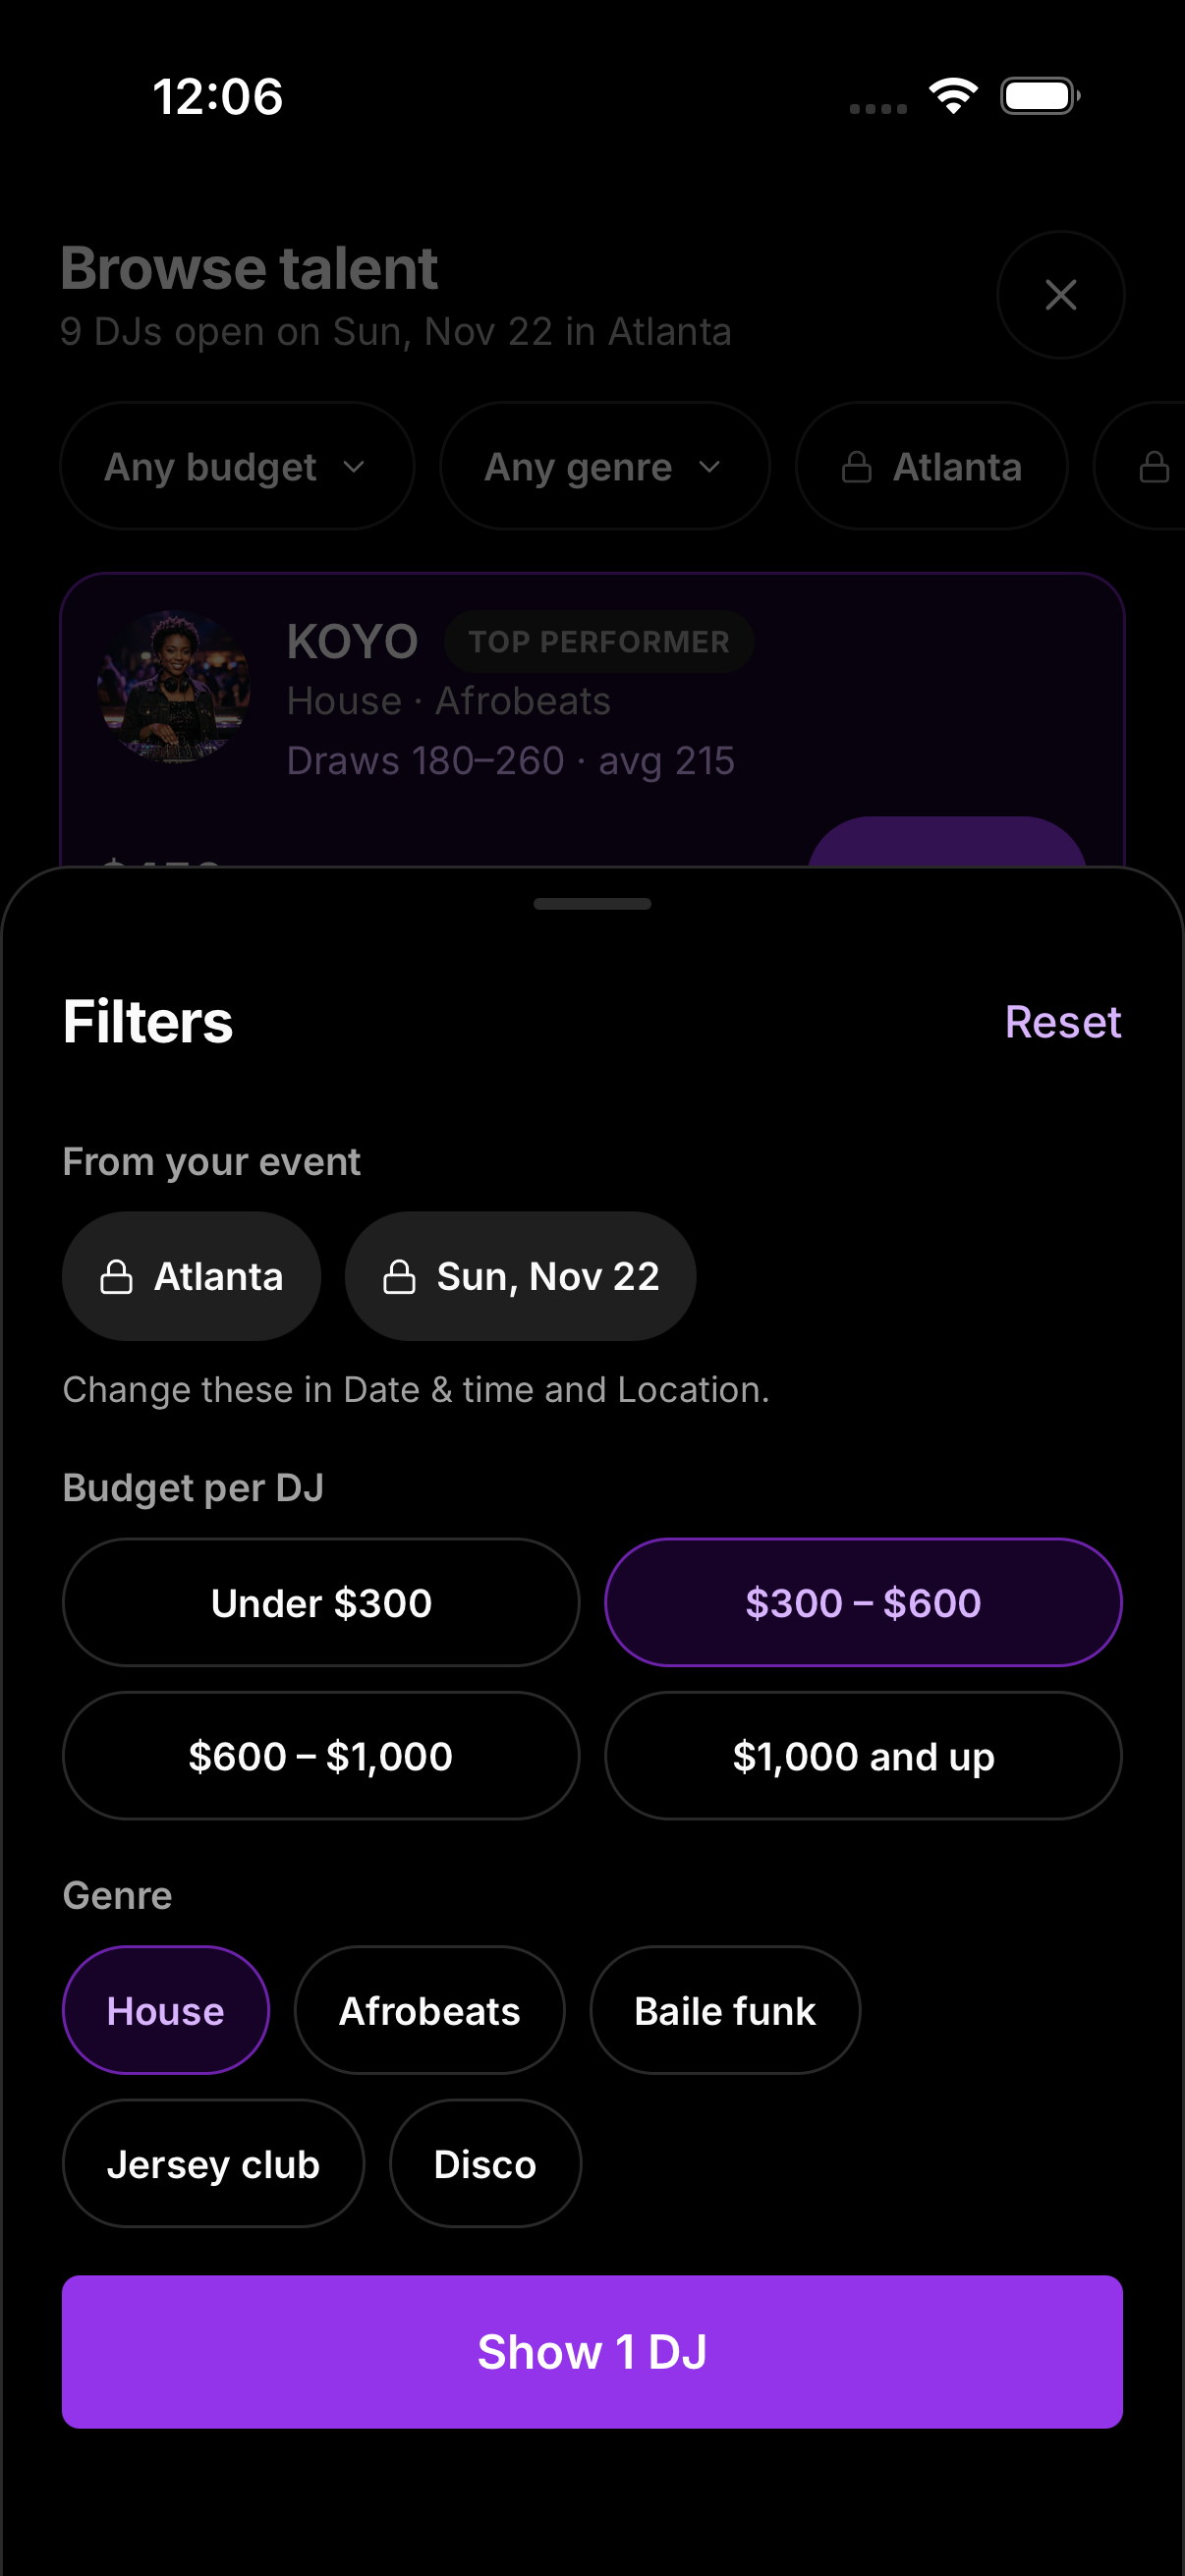 12:06
Browse talent
9 DJs open on Sun, Nov 22 in Atlanta
Any budget
Any genre
Atlanta
KOYO
TOP PERFORMER
House · Afrobeats
Draws 180–260 · avg 215
Filters
Reset
From your event
Atlanta
Sun, Nov 22
Change these in Date & time and Location.
Budget per DJ
Under $300
$300 – $600
$600 – $1,000
$1,000 and up
Genre
House
Afrobeats
Baile funk
Jersey club
Disco
Show 1 DJ